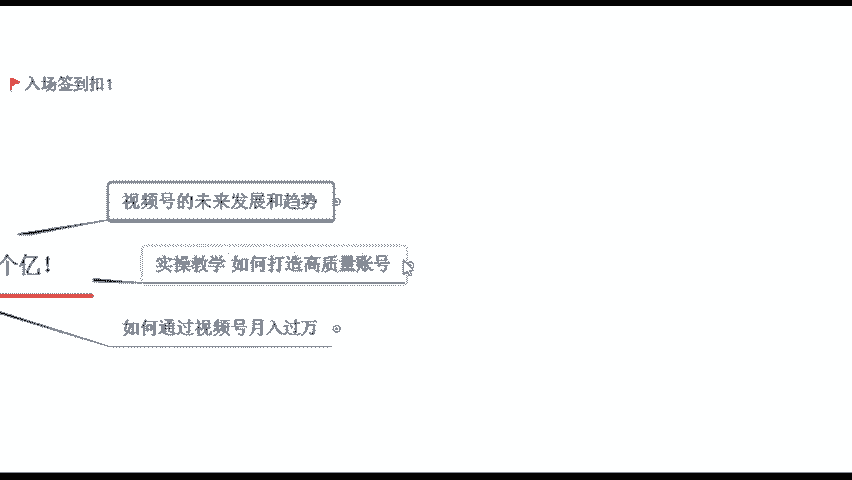 入场签到扣1
视频号的未来发展和趋势
个亿！
实操教学 如何打造高质量账号
如何通过视频号月入过万